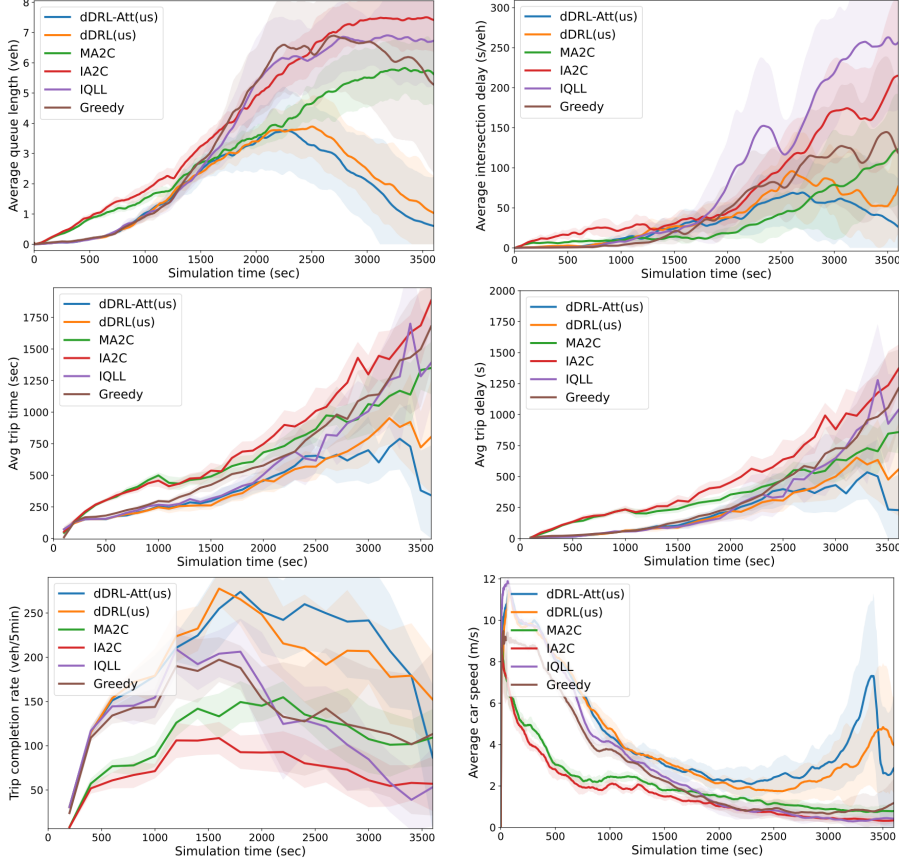 Average queue length (veh)
8
7
6
5
4
3
2
1
0
dDRL-Att(us)
dDRL(us)
MA2C
IA2C
IQLL
Greedy
0 500 1000 1500 2000 2500 3000 3500
Simulation time (sec)
Average intersection delay (s/veh)
300
250
200
150
100
50
0
dDRL-Att(us)
dDRL(us)
MA2C
IA2C
IQLL
Greedy
0 500 1000 1500 2000 2500 3000 3500
Simulation time (sec)
Avg trip time (sec)
1750
1500
1250
1000
750
500
250
0
dDRL-Att(us)
dDRL(us)
MA2C
IA2C
IQLL
Greedy
0 500 1000 1500 2000 2500 3000 3500
Simulation time (sec)
Avg trip delay (s)
2000
1750
1500
1250
1000
750
500
250
0
dDRL-Att(us)
dDRL(us)
MA2C
IA2C
IQLL
Greedy
0 500 1000 1500 2000 2500 3000 3500
Simulation time (sec)
Trip completion rate (veh/5min)
250
200
150
100
50
dDRL-Att(us)
dDRL(us)
MA2C
IA2C
IQLL
Greedy
0 500 1000 1500 2000 2500 3000 3500
Simulation time (sec)
Average car speed (m/s)
12
10
8
6
4
2
0
dDRL-Att(us)
dDRL(us)
MA2C
IA2C
IQLL
Greedy
0 500 1000 1500 2000 2500 3000 3500
Simulation time (sec)